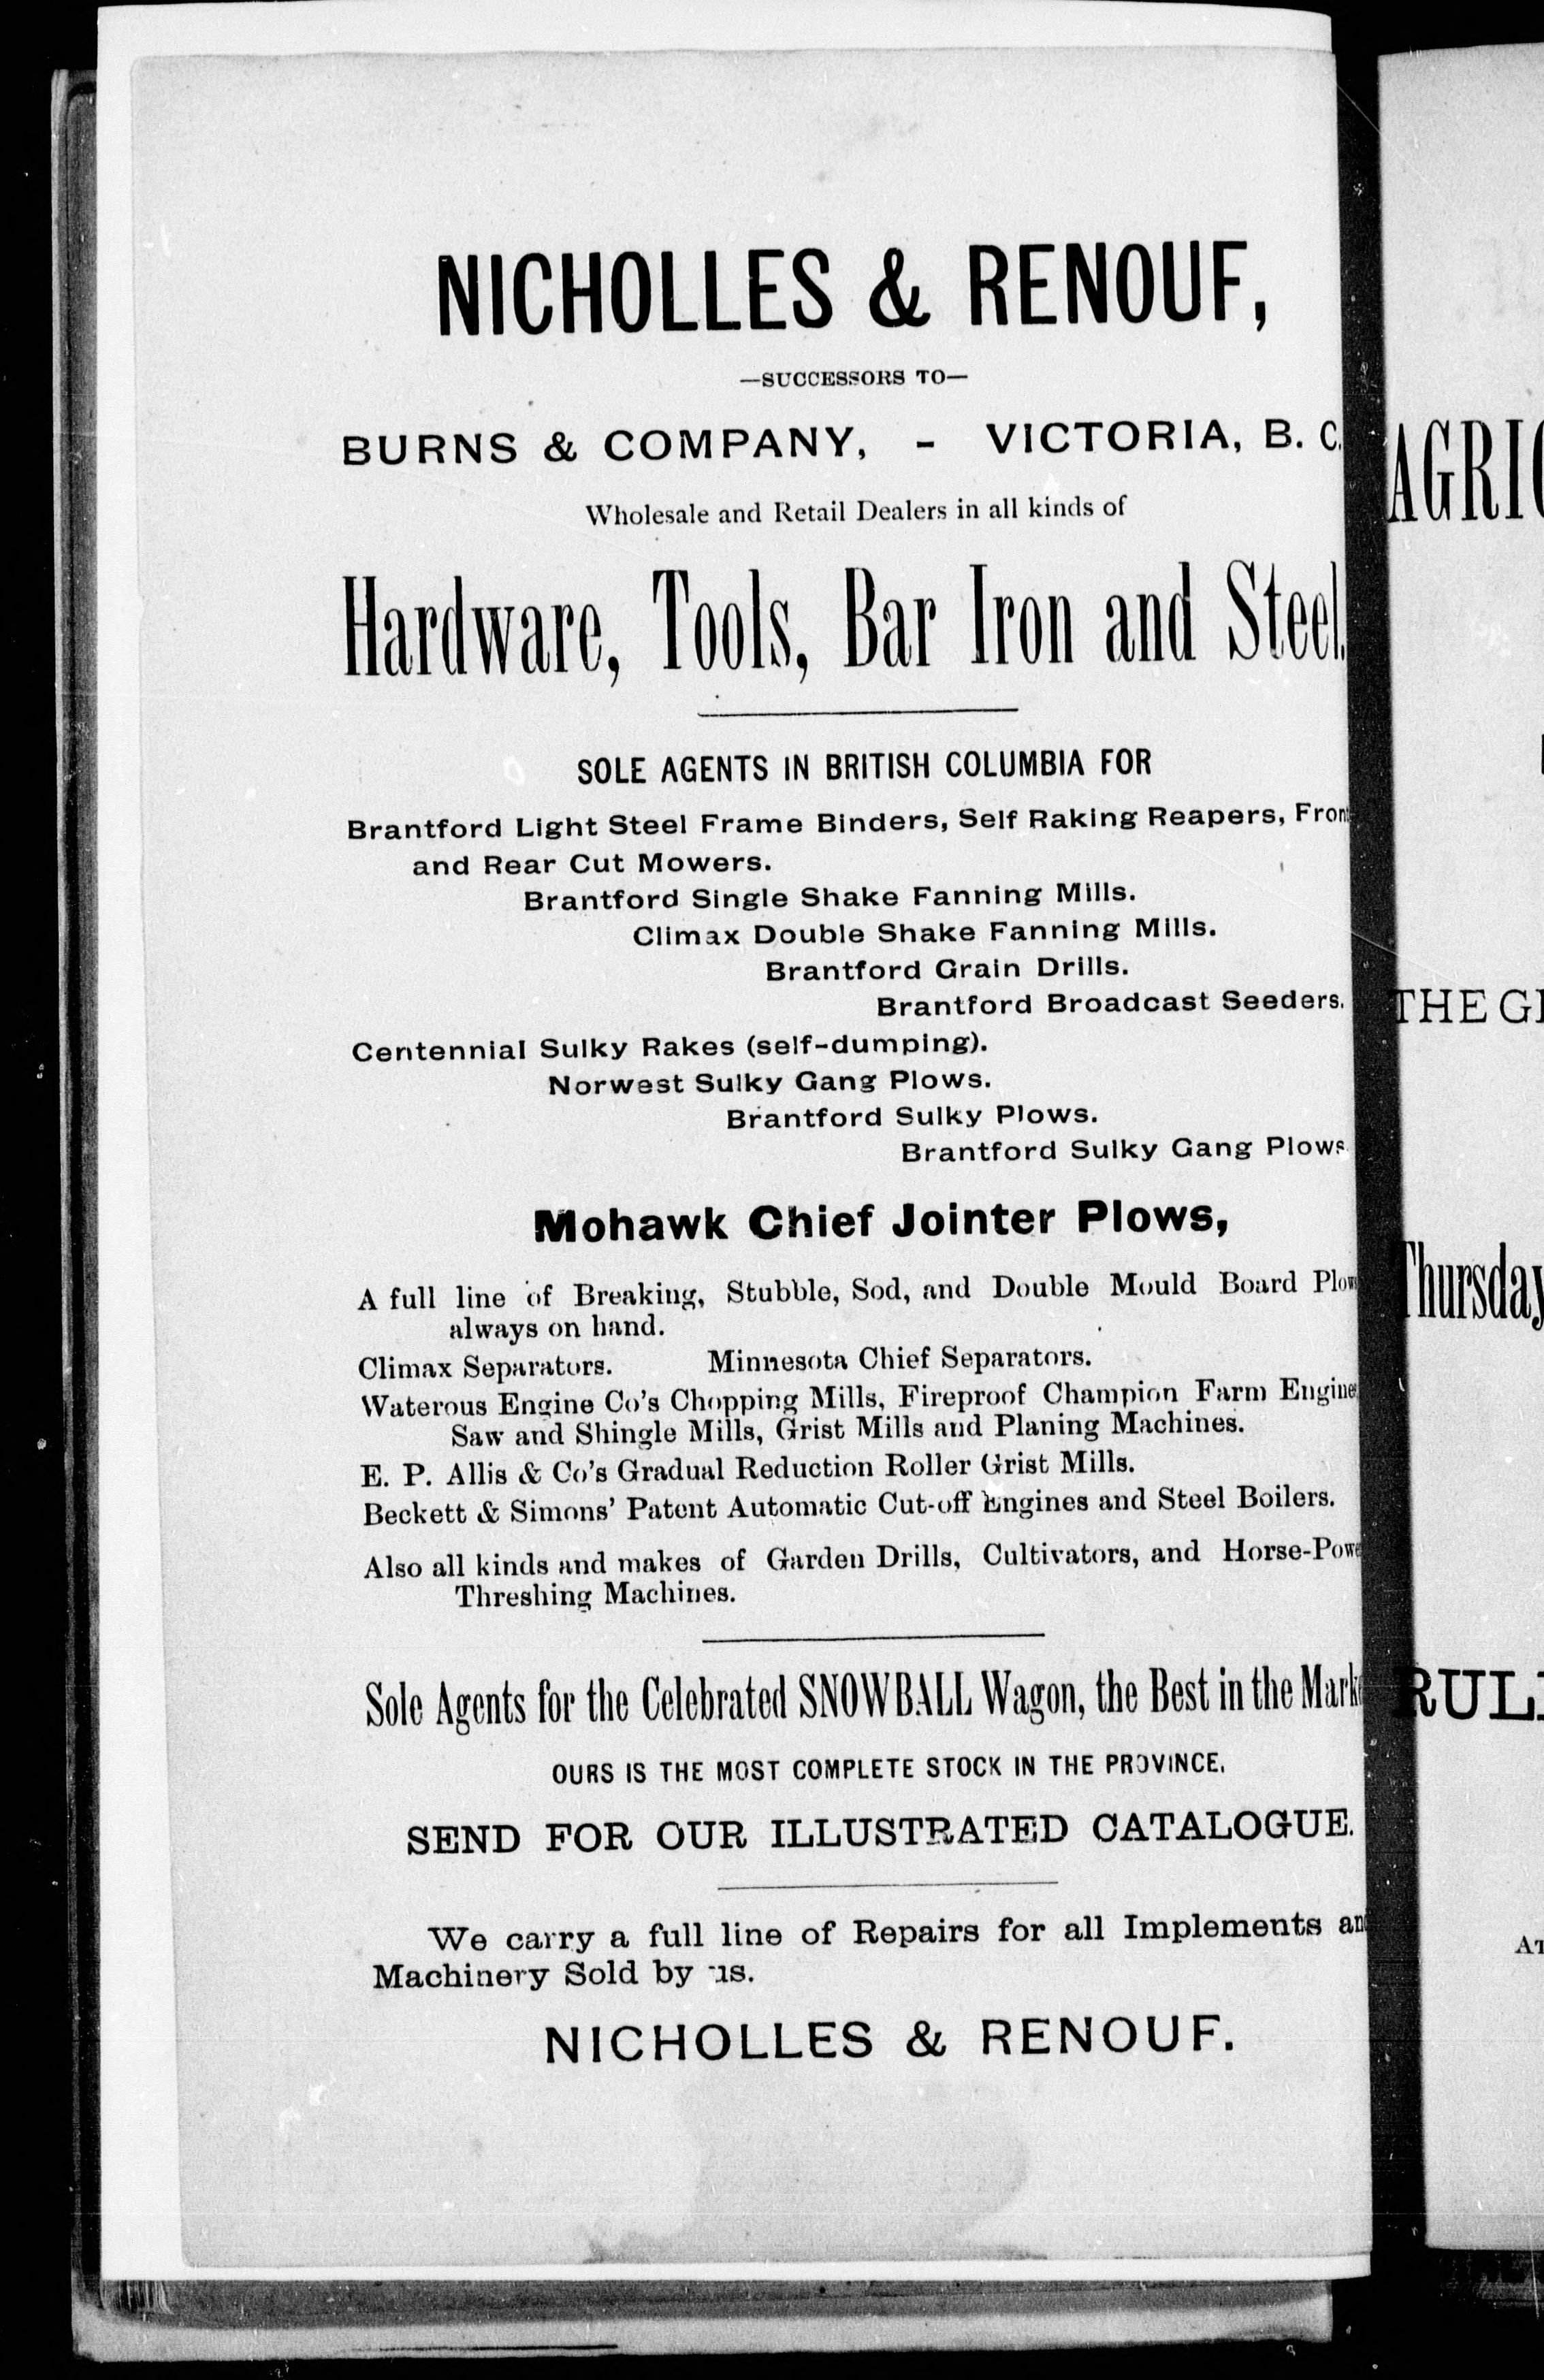 NICHOLLES & RENOUF,
—SUCCESSORS TO—
BURNS & COMPANY, - VICTORIA, B. C.
Wholesale and Retail Dealers in all kinds of
Hardware, Tools, Bar Iron and Steel.
SOLE AGENTS IN BRITISH COLUMBIA FOR
Brantford Light Steel Frame Binders, Self Raking Reapers, Front
and Rear Cut Mowers.
Brantford Single Shake Fanning Mills.
Climax Double Shake Fanning Mills.
Brantford Grain Drills.
Brantford Broadcast Seeders.
Centennial Sulky Rakes (self-dumping).
Norwest Sulky Gang Plows.
Brantford Sulky Plows.
Brantford Sulky Gang Plows
Mohawk Chief Jointer Plows,
A full line of Breaking, Stubble, Sod, and Double Mould Board Plows
always on hand.
Climax Separators. Minnesota Chief Separators.
Waterous Engine Co's Chopping Mills, Fireproof Champion Farm Engines
Saw and Shingle Mills, Grist Mills and Planing Machines.
E. P. Allis & Co's Gradual Reduction Roller Grist Mills.
Beckett & Simons' Patent Automatic Cut-off Engines and Steel Boilers.
Also all kinds and makes of Garden Drills, Cultivators, and Horse-Powe
Threshing Machines.
Sole Agents for the Celebrated SNOWBALL Wagon, the Best in the Mark
OURS IS THE MOST COMPLETE STOCK IN THE PROVINCE.
SEND FOR OUR ILLUSTRATED CATALOGUE.
We carry a full line of Repairs for all Implements and
Machinery Sold by us.
NICHOLLES & RENOUF.
AGRIC
THE GR
Thursday
RUL
AT